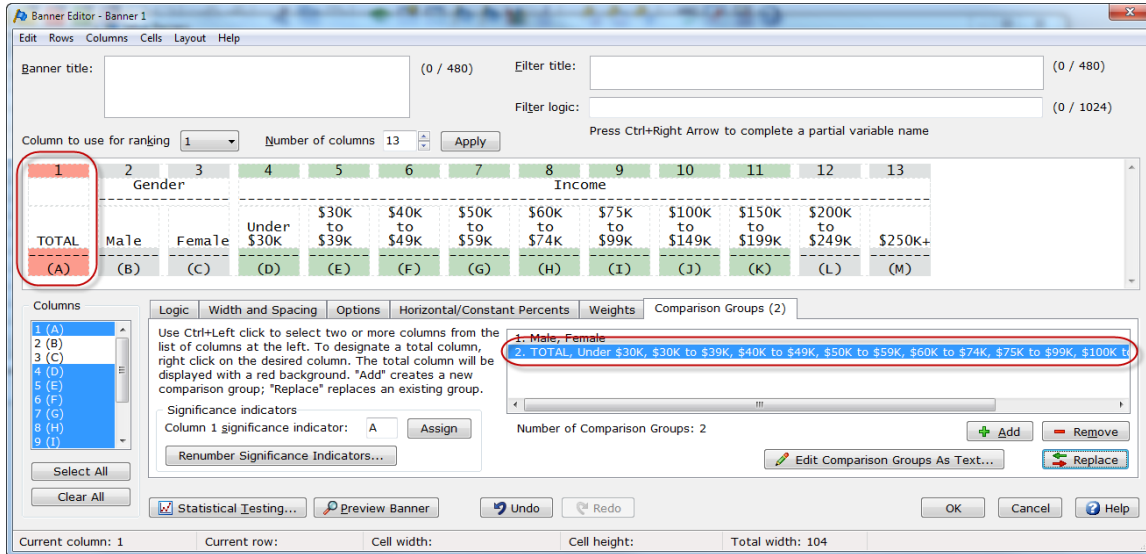 Banner Editor - Banner 1
Edit Rows Columns Cells Layout Help
Banner title: (0 / 480) Filter title: (0 / 480)
Filter logic: (0 / 1024)
Press Ctrl+Right Arrow to complete a partial variable name
Column to use for ranking 1 Number of columns 13 Apply
1 2 3 4 5 6 7 8 9 10 11 12 13
Gender Income
$30K $40K $50K $60K $75K $100K $150K $200K
Under to to to to to to to to
TOTAL Male Female $30K $39K $49K $59K $74K $99K $149K $199K $249K $250K+
(A) (B) (C) (D) (E) (F) (G) (H) (I) (J) (K) (L) (M)
Columns
Logic Width and Spacing Options Horizontal/Constant Percents Weights Comparison Groups (2)
1 (A)
2 (B)
3 (C)
4 (D)
5 (E)
6 (F)
7 (G)
8 (H)
9 (I)
Select All
Clear All
Use Ctrl+Left click to select two or more columns from the
list of columns at the left. To designate a total column,
right click on the desired column. The total column will be
displayed with a red background. "Add" creates a new
comparison group; "Replace" replaces an existing group.
Significance indicators
Column 1 significance indicator: A Assign
Renumber Significance Indicators...
1. Male, Female
2. TOTAL, Under $30K, $30K to $39K, $40K to $49K, $50K to $59K, $60K to $74K, $75K to $99K, $100K to
Number of Comparison Groups: 2 Add Remove
Edit Comparison Groups As Text... Replace
Statistical Testing... Preview Banner Undo Redo OK Cancel Help
Current column: 1 Current row: Cell width: Cell height: Total width: 104